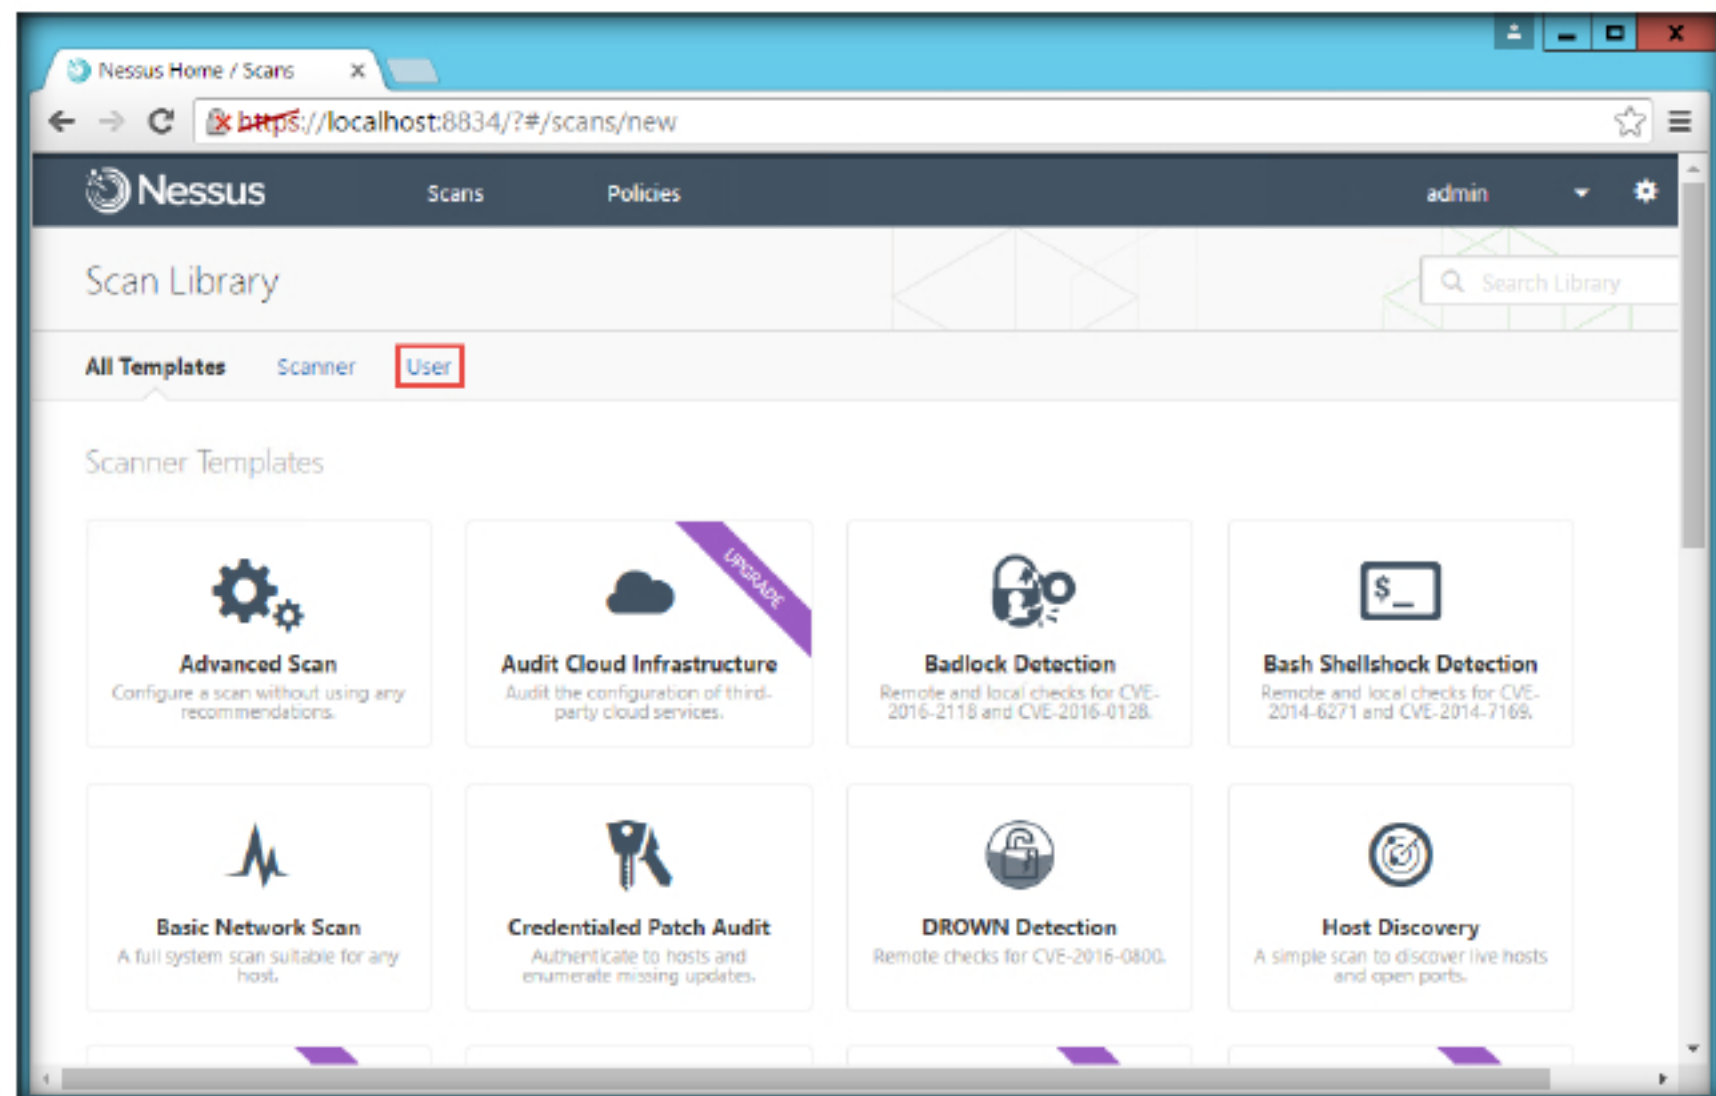 Nessus Home / Scans
https://localhost:8834/?#/scans/new
Nessus Scans Policies admin
Scan Library
Search Library
All Templates Scanner User
Scanner Templates
UPGRADE
$_
Advanced Scan
Configure a scan without using any
recommendations.
Audit Cloud Infrastructure
Audit the configuration of third-
party cloud services.
Badlock Detection
Remote and local checks for CVE-
2016-2118 and CVE-2016-0128.
Bash Shellshock Detection
Remote and local checks for CVE-
2014-6271 and CVE-2014-7169.
Basic Network Scan
A full system scan suitable for any
host.
Credentialed Patch Audit
Authenticate to hosts and
enumerate missing updates.
DROWN Detection
Remote checks for CVE-2016-0800.
Host Discovery
A simple scan to discover live hosts
and open ports.